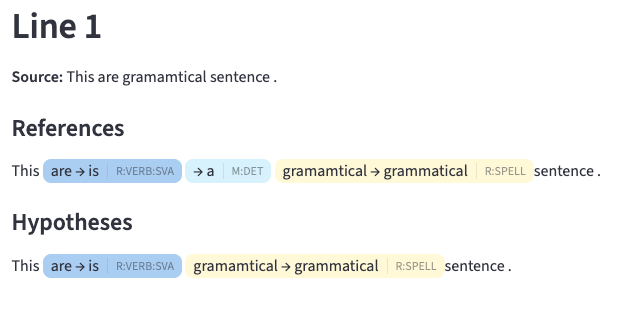 Line 1
Source: This are gramamtical sentence .
References
This are → is R:VERB:SVA → a M:DET gramamtical → grammatical R:SPELL sentence .
Hypotheses
This are → is R:VERB:SVA gramamtical → grammatical R:SPELL sentence .